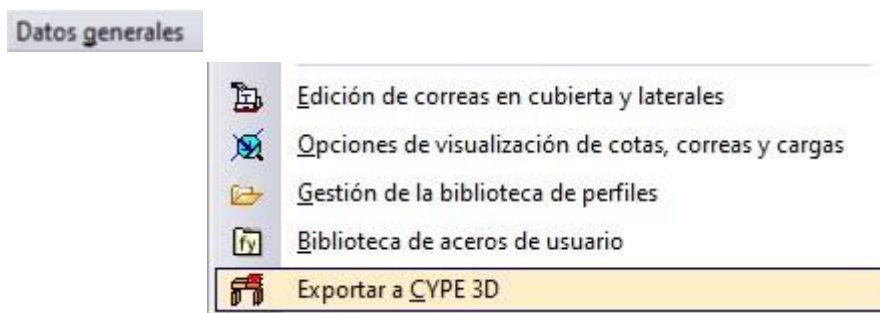 Datos generales
Edición de correas en cubierta y laterales
Opciones de visualización de cotas, correas y cargas
Gestión de la biblioteca de perfiles
fy Biblioteca de aceros de usuario
Exportar a CYPE 3D